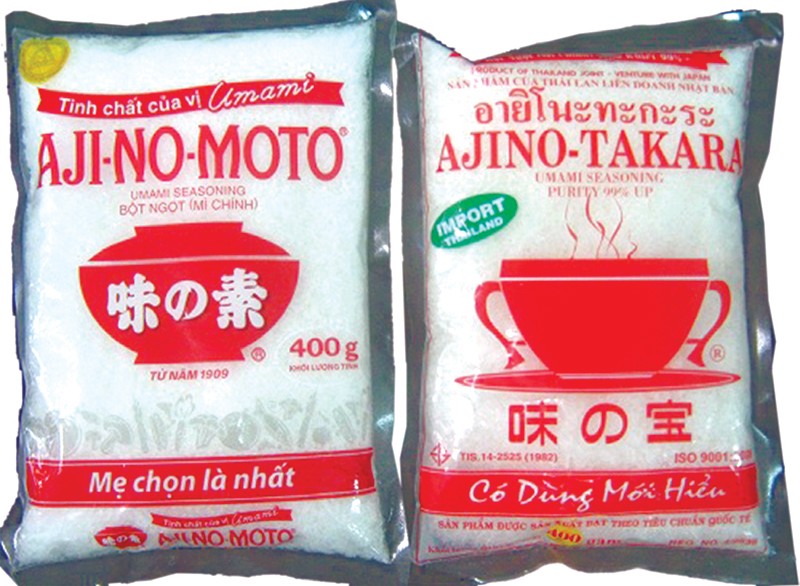 Tinh chất của vị Umami
AJI-NO-MOTO®
UMAMI SEASONING
BỘT NGỌT (MÌ CHÍNH)
味の素
®
400g
KHỐI LƯỢNG TỊNH
TỪ NĂM 1909
Mẹ chọn là nhất
Tinh chất của vị Umami
味の素 AJI-NO-MOTO
PRODUCT OF THAILAND JOINT - VENTURE WITH JAPAN
SẢN PHẨM CỦA THÁI LAN LIÊN DOANH NHẬT BẢN
อายิโนะทะกะระ
AJINO-TAKARA
UMAMI SEASONING
PURITY 99% UP
IMPORT
THAILAND
®
味の宝
TIS.14-2525 (1982)
ISO 9001
Có Dùng Mới Hiểu
SẢN PHẨM ĐƯỢC SẢN XUẤT ĐẠT THEO TIÊU CHUẨN QUỐC TẾ
400 gam